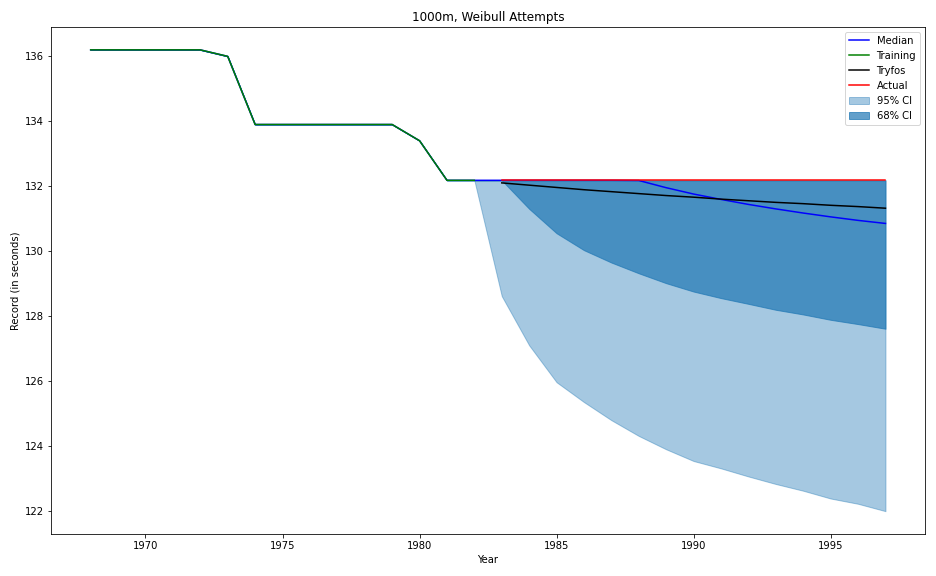 1000m, Weibull Attempts
Median
Training
Tryfos
Actual
95% CI
68% CI
Record (in seconds)
136
134
132
130
128
126
124
122
1970
1975
1980
1985
1990
1995
Year